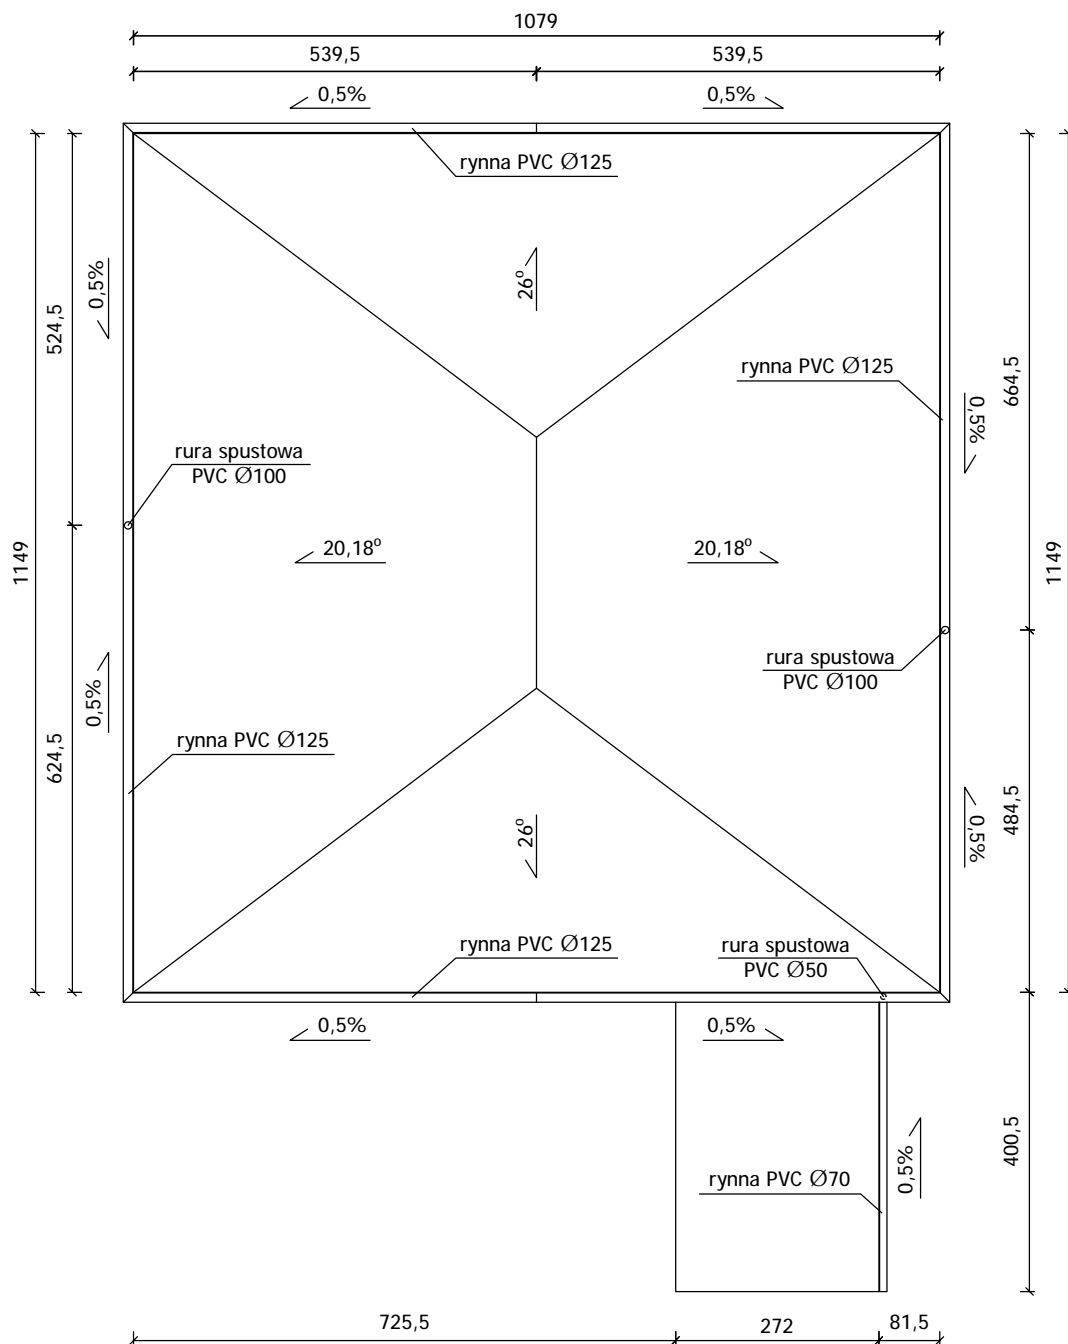 1079
539,5
539,5
0,5%
0,5%
rynna PVC Ø125
26°
0,5%
524,5
664,5
rynna PVC Ø125
0,5%
rura spustowa
PVC Ø100
1149
20,18°
20,18°
1149
rura spustowa
PVC Ø100
0,5%
624,5
rynna PVC Ø125
484,5
0,5%
26°
rynna PVC Ø125
rura spustowa
PVC Ø50
0,5%
0,5%
400,5
0,5%
rynna PVC Ø70
725,5
272
81,5